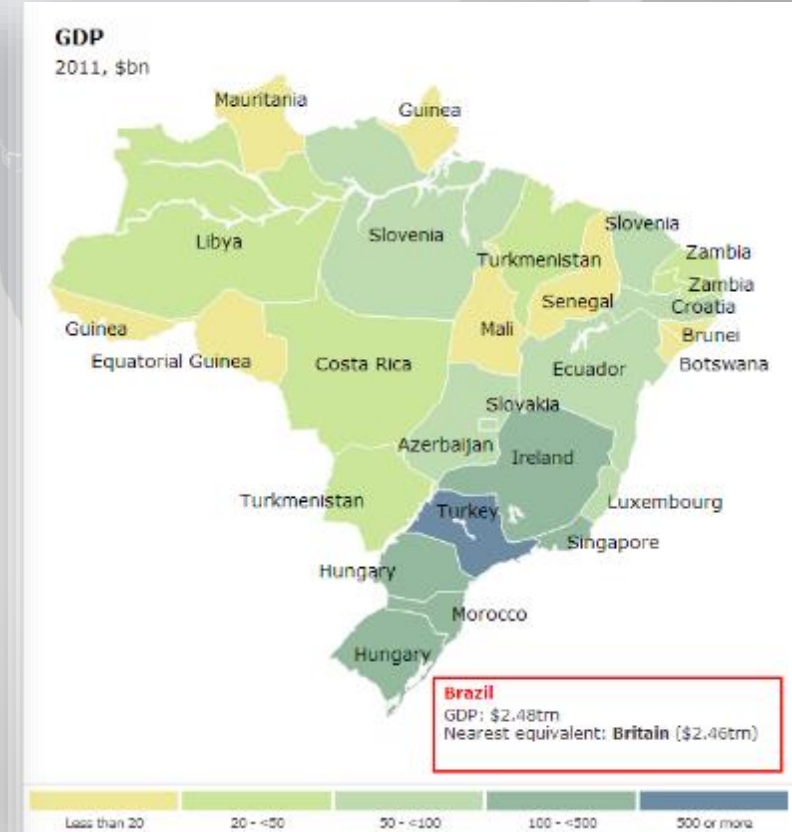 GDP
2011, $bn
Mauritania
Guinea
Libya
Slovenia
Slovenia
Turkmenistan
Zambia
Zambia
Senegal
Croatia
Guinea
Mali
Brunei
Equatorial Guinea
Costa Rica
Ecuador
Botswana
Slovakia
Azerbaijan
Ireland
Turkmenistan
Turkey
Luxembourg
Singapore
Hungary
Morocco
Hungary
Brazil
GDP: $2.48trn
Nearest equivalent: Britain ($2.46trn)
Less than 20
20 - <50
50 - <100
100 - <500
500 or more